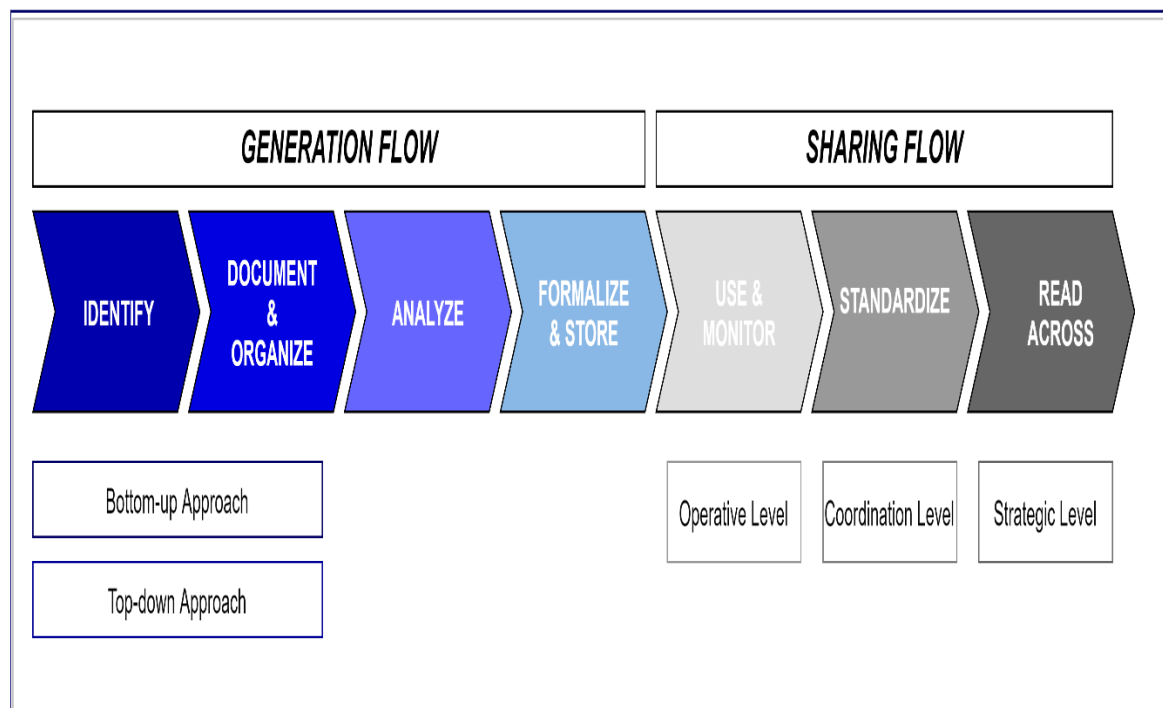 GENERATION FLOW
SHARING FLOW
IDENTIFY
DOCUMENT
&
ORGANIZE
ANALYZE
FORMALIZE
& STORE
USE &
MONITOR
STANDARDIZE
READ
ACROSS
Bottom-up Approach
Top-down Approach
Operative Level
Coordination Level
Strategic Level